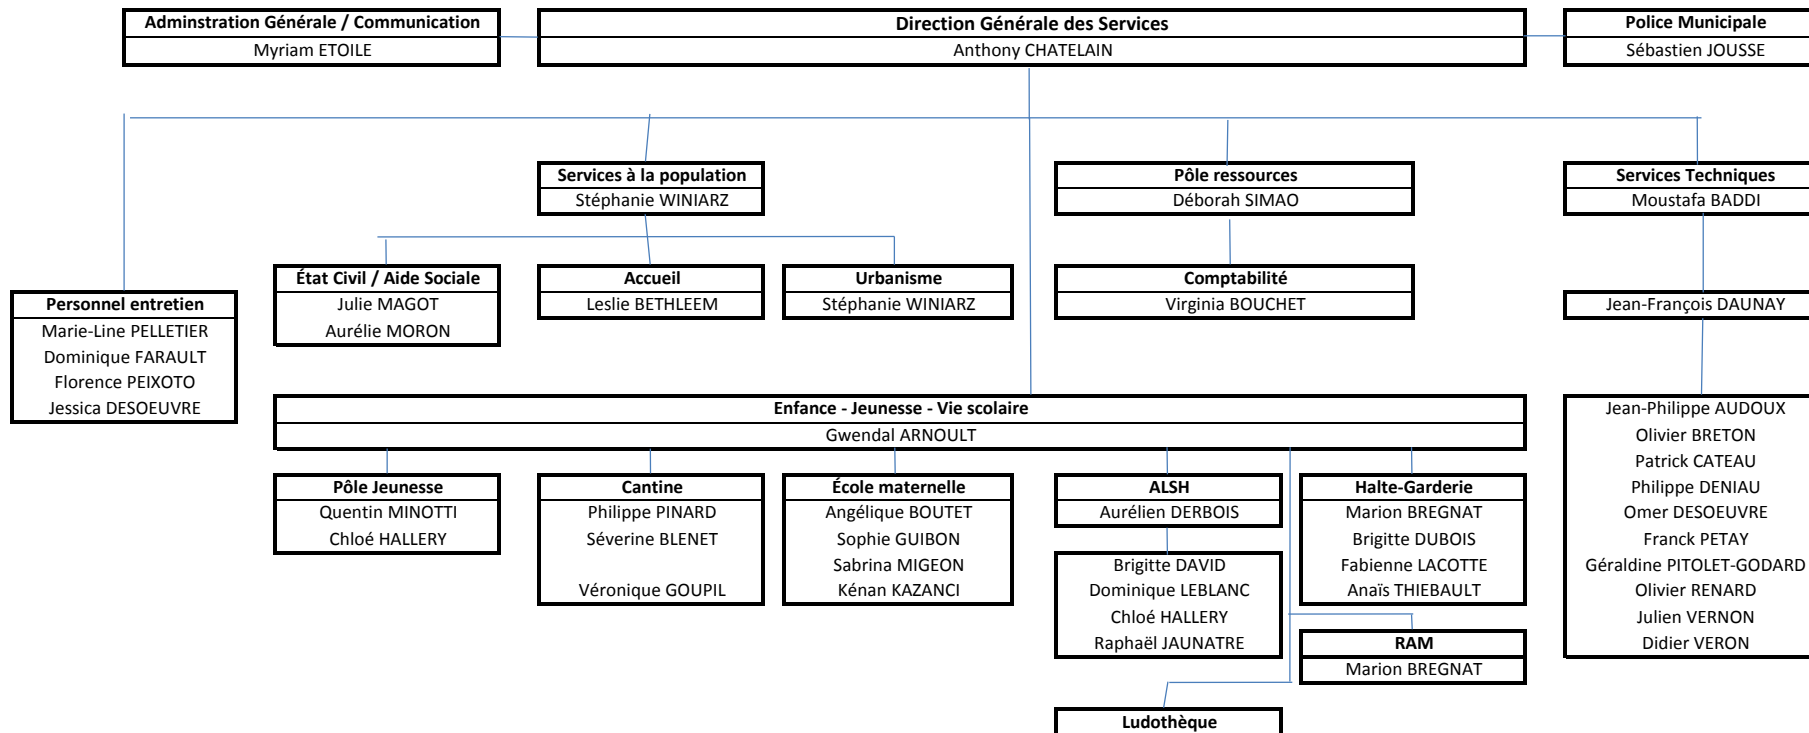 Adminstration Générale / Communication
Myriam ETOILE
Direction Générale des Services
Anthony CHATELAIN
Police Municipale
Sébastien JOUSSE
Services à la population
Stéphanie WINIARZ
Pôle ressources
Déborah SIMAO
Services Techniques
Moustafa BADDI
Personnel entretien
Marie-Line PELLETIER
Dominique FARAULT
Florence PEIXOTO
Jessica DESOEUVRE
État Civil / Aide Sociale
Julie MAGOT
Aurélie MORON
Accueil
Leslie BETHLEEM
Urbanisme
Stéphanie WINIARZ
Comptabilité
Virginia BOUCHET
Jean-François DAUNAY
Enfance - Jeunesse - Vie scolaire
Gwendal ARNOULT
Pôle Jeunesse
Quentin MINOTTI
Chloé HALLERY
Cantine
Philippe PINARD
Séverine BLENET
Véronique GOUPIL
École maternelle
Angélique BOUTET
Sophie GUIBON
Sabrina MIGEON
Kénan KAZANCI
ALSH
Aurélien DERBOIS
Brigitte DAVID
Dominique LEBLANC
Chloé HALLERY
Raphaël JAUNATRE
Halte-Garderie
Marion BREGNAT
Brigitte DUBOIS
Fabienne LACOTTE
Anaïs THIEBAULT
RAM
Marion BREGNAT
Ludothèque
Jean-Philippe AUDOUX
Olivier BRETON
Patrick CATEAU
Philippe DENIAU
Omer DESOEUVRE
Franck PETAY
Géraldine PITOLET-GODARD
Olivier RENARD
Julien VERNON
Didier VERON